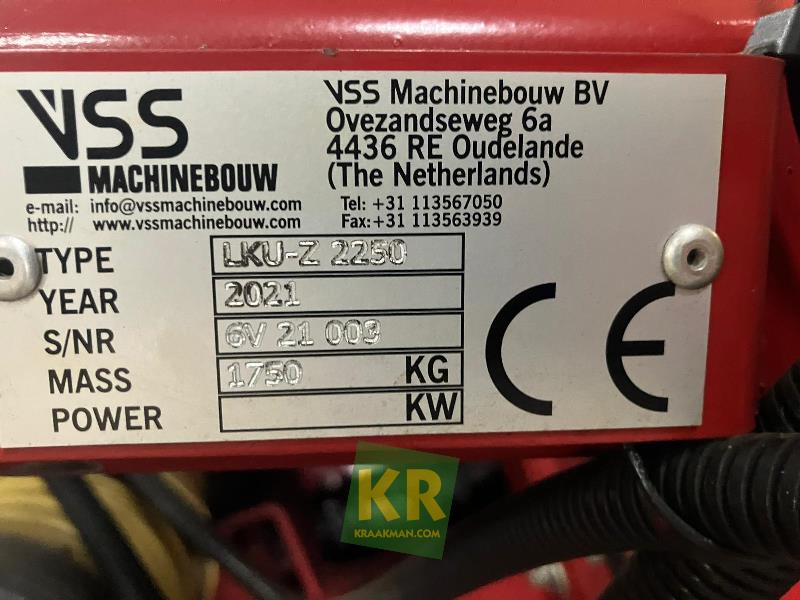 VSS
MACHINEBOUW
e-mail: info@vssmachinebouw.com
http:// www.vssmachinebouw.com
VSS Machinebouw BV
Ovezandseweg 6a
4436 RE Oudelande
(The Netherlands)
Tel: +31 113567050
Fax:+31 113563939
TYPE LKU-Z 2250
YEAR 2021
S/NR 6V 21 003
MASS 1750 KG
POWER KW
CE
KR
KRAAKMAN.COM